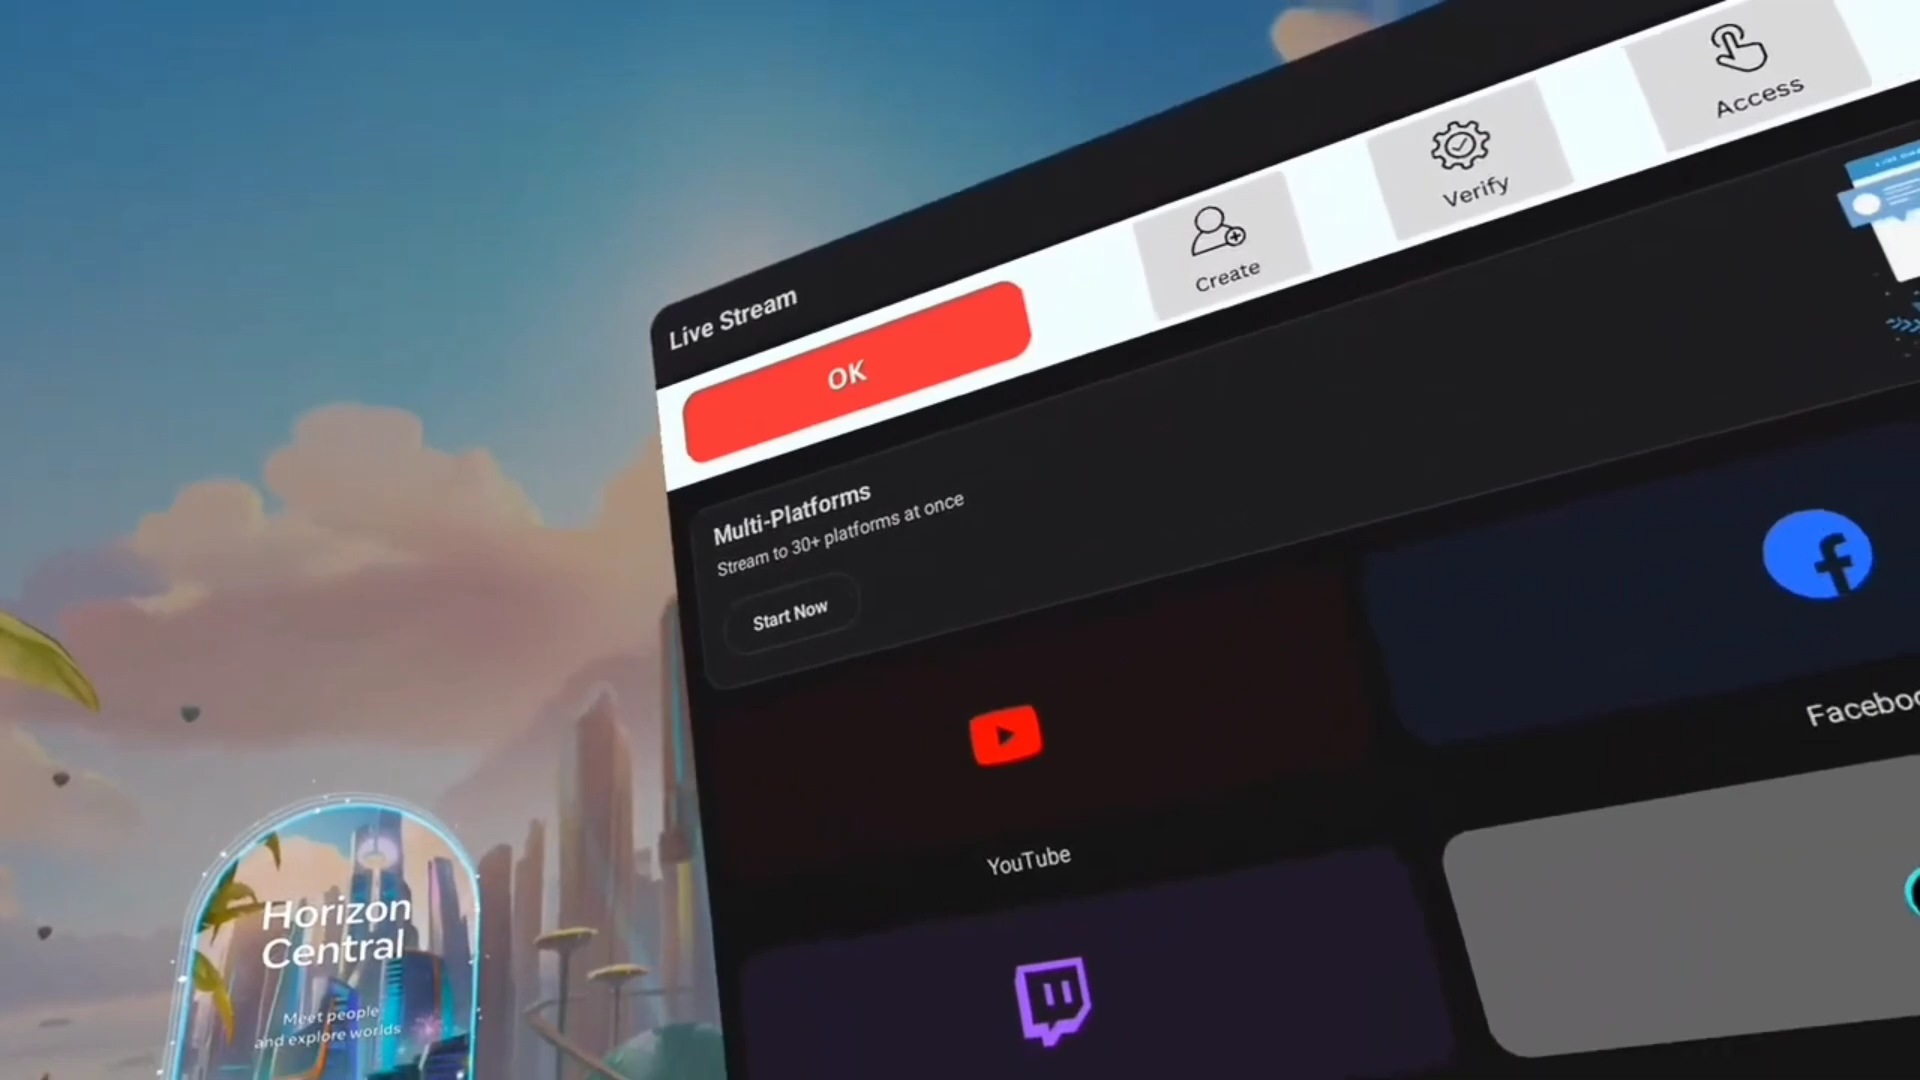 Live Stream
OK
Create
Verify
Access
Multi-Platforms
Stream to 30+ platforms at once
Start Now
YouTube
Faceboo
Horizon
Central
Meet people
and explore worlds